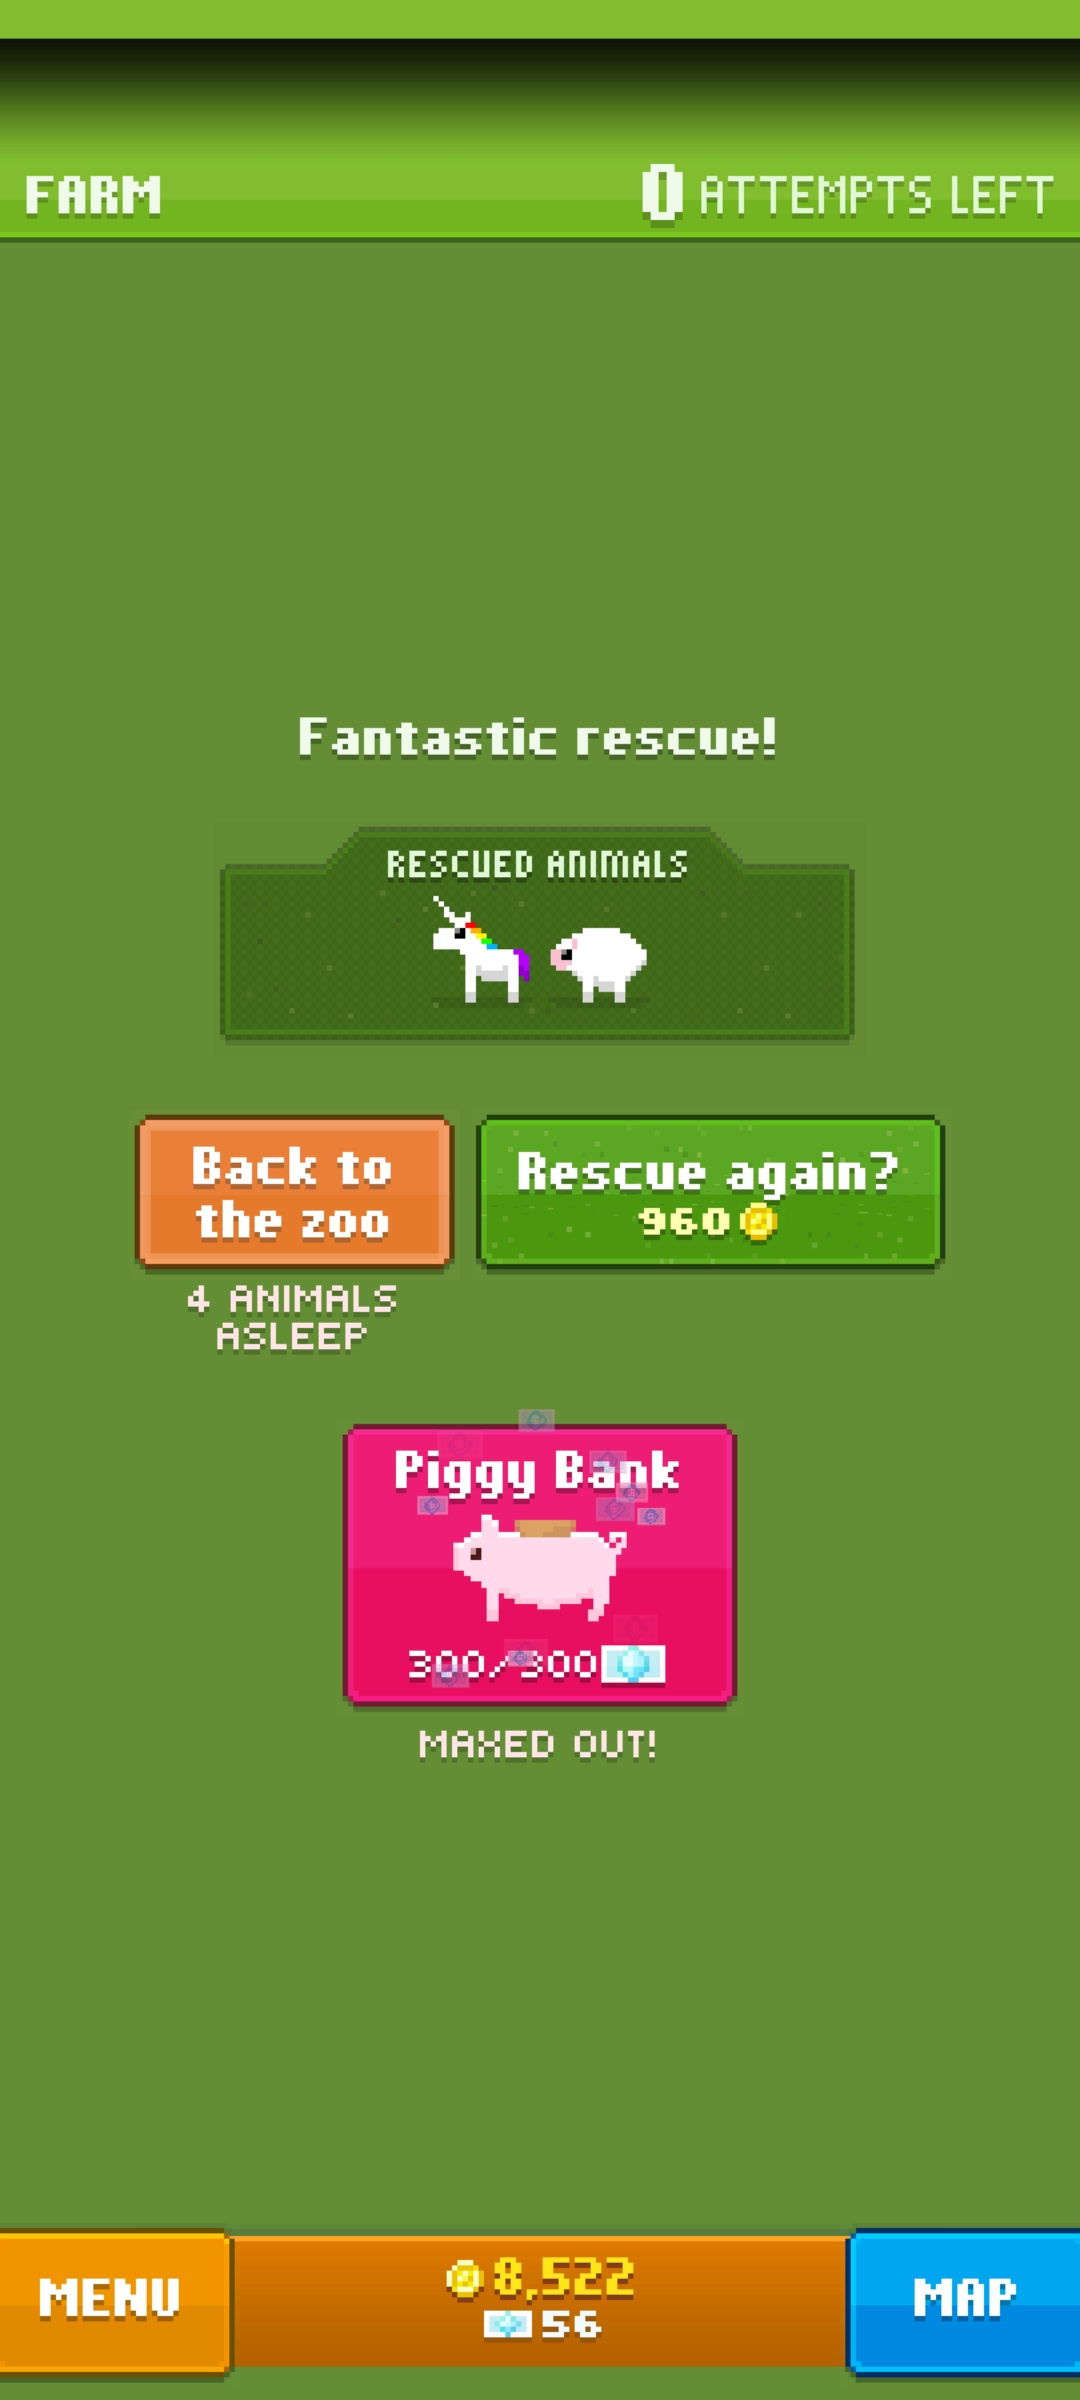 FARM
0 ATTEMPTS LEFT
Fantastic rescue!
RESCUED ANIMALS
Back to
the zoo
Rescue again?
960
4 ANIMALS
ASLEEP
Piggy Bank
300/300
MAXED OUT!
MENU
8,522
56
MAP